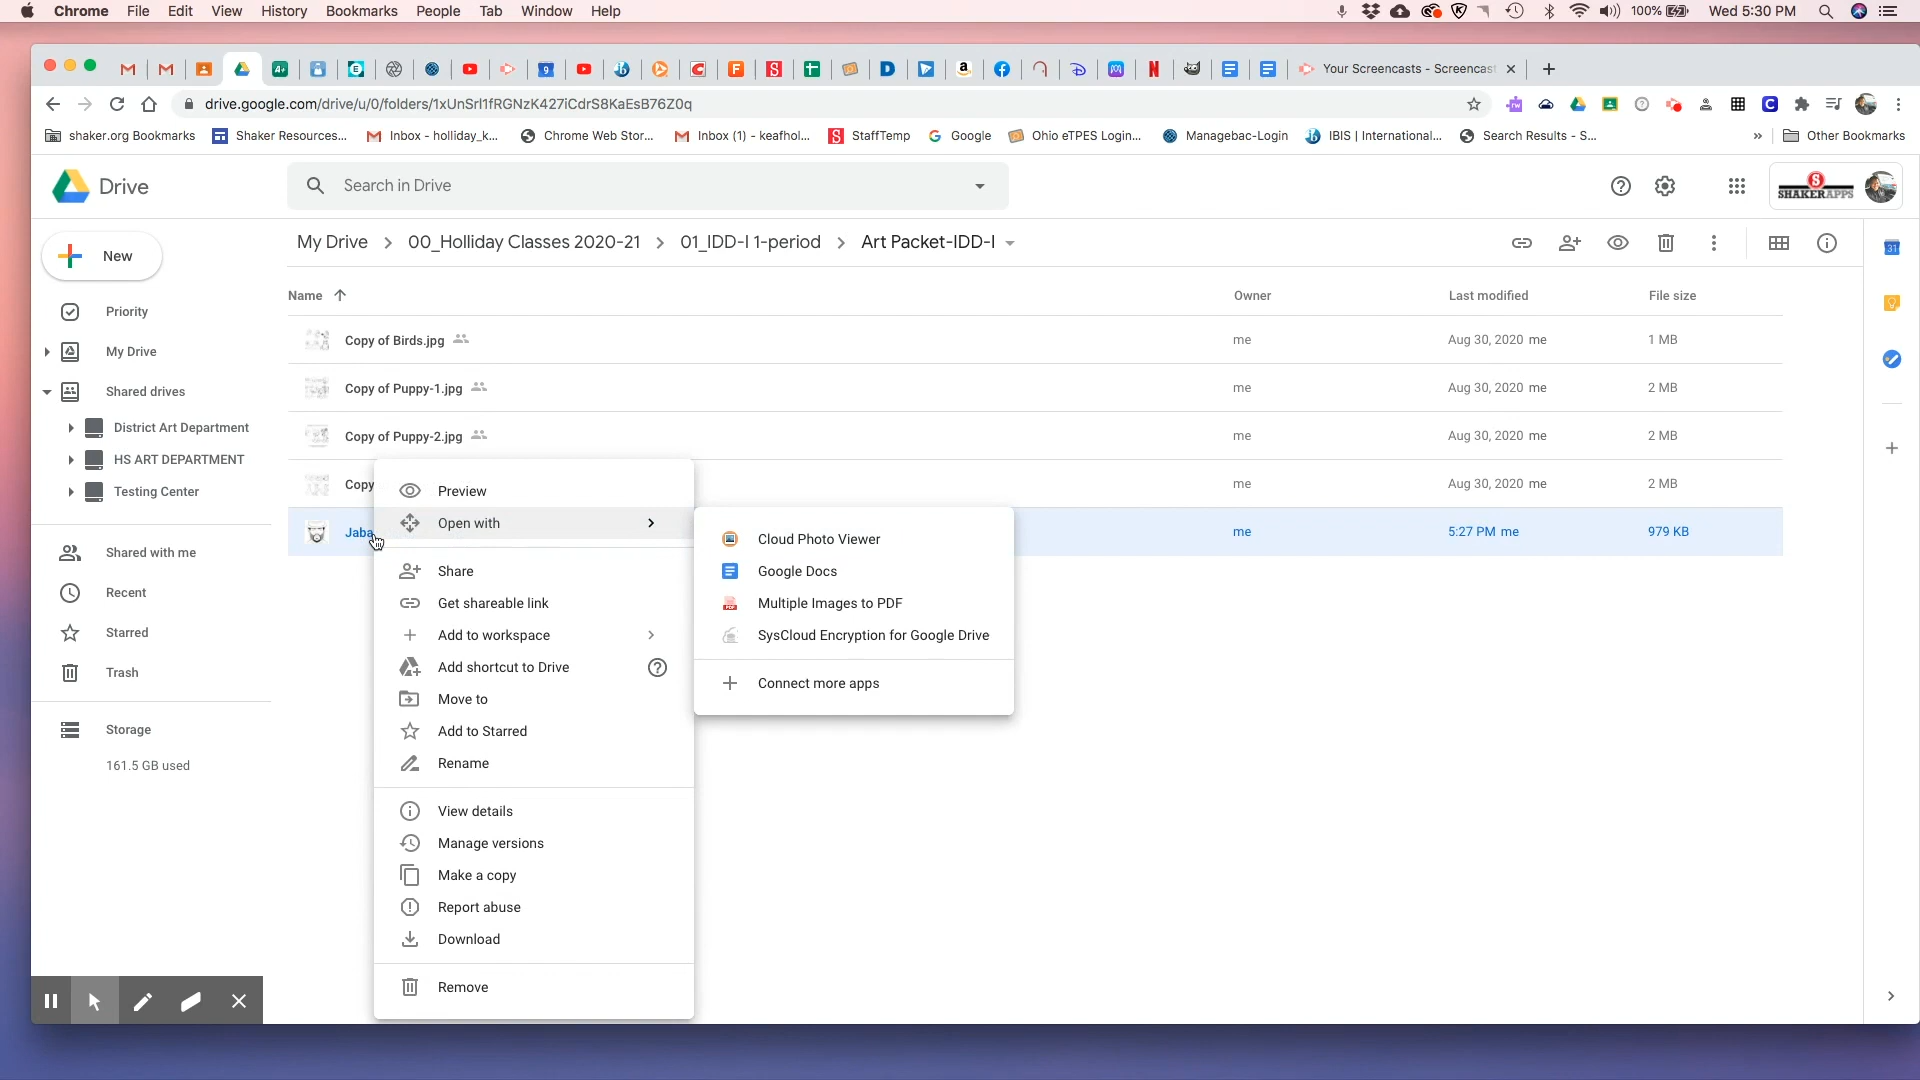 Chrome File Edit View History Bookmarks People Tab Window Help 100% Wed 5:30 PM
Your Screencasts - Screencast
drive.google.com/drive/u/0/folders/1xUnSrI1fRGNzK427iCdrS8KaEsB76Z0q
shaker.org Bookmarks Shaker Resources... Inbox - holliday_k... Chrome Web Stor... Inbox (1) - keafhol... StaffTemp Google Ohio eTPES Login... Managebac-Login IBIS | International... Search Results - S... » Other Bookmarks
Drive Search in Drive SHAKERAPPS
My Drive > 00_Holliday Classes 2020-21 > 01_IDD-I 1-period > Art Packet-IDD-I
New
Name Owner Last modified File size
Priority
Copy of Birds.jpg me Aug 30, 2020 me 1 MB
My Drive
Copy of Puppy-1.jpg me Aug 30, 2020 me 2 MB
Shared drives
District Art Department
Copy of Puppy-2.jpg me Aug 30, 2020 me 2 MB
HS ART DEPARTMENT
Copy me Aug 30, 2020 me 2 MB
Testing Center
Jaba me 5:27 PM me 979 KB
Shared with me
Recent
Starred
Trash
Storage
161.5 GB used
Preview
Open with
Share
Get shareable link
Add to workspace
Add shortcut to Drive
Move to
Add to Starred
Rename
View details
Manage versions
Make a copy
Report abuse
Download
Remove
Cloud Photo Viewer
Google Docs
Multiple Images to PDF
SysCloud Encryption for Google Drive
Connect more apps